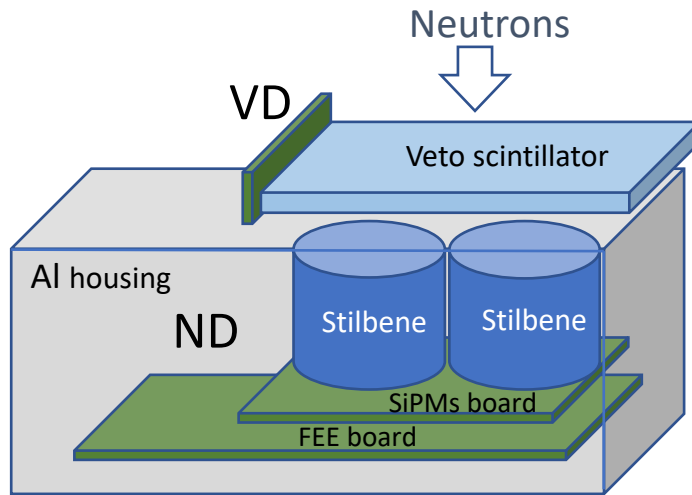 Neutrons
VD
Veto scintillator
Al housing
ND
Stilbene
Stilbene
SiPMs board
FEE board